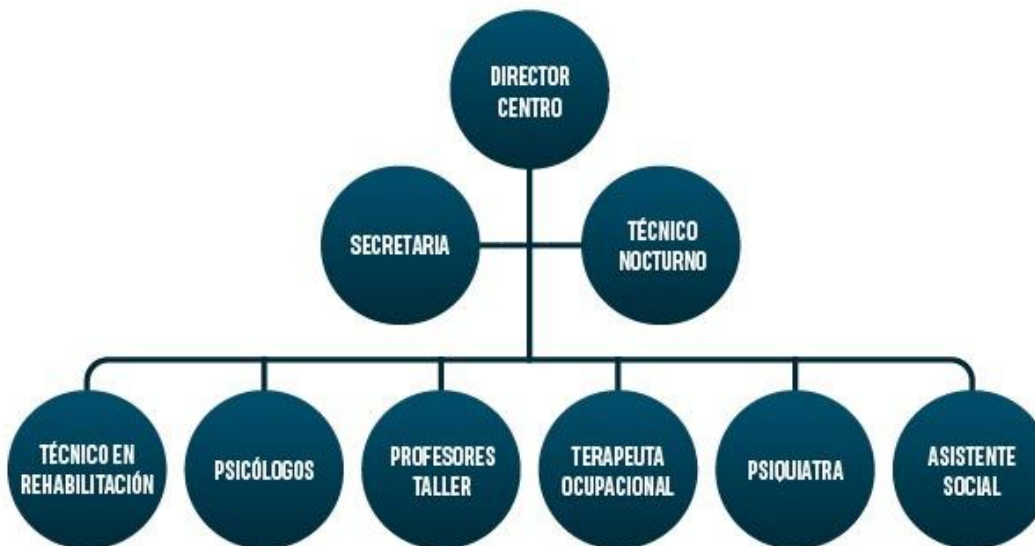 DIRECTOR
CENTRO
SECRETARIA
TÉCNICO
NOCTURNO
TÉCNICO EN
REHABILITACIÓN
PSICÓLOGOS
PROFESORES
TALLER
TERAPEUTA
OCUPACIONAL
PSIQUIATRA
ASISTENTE
SOCIAL